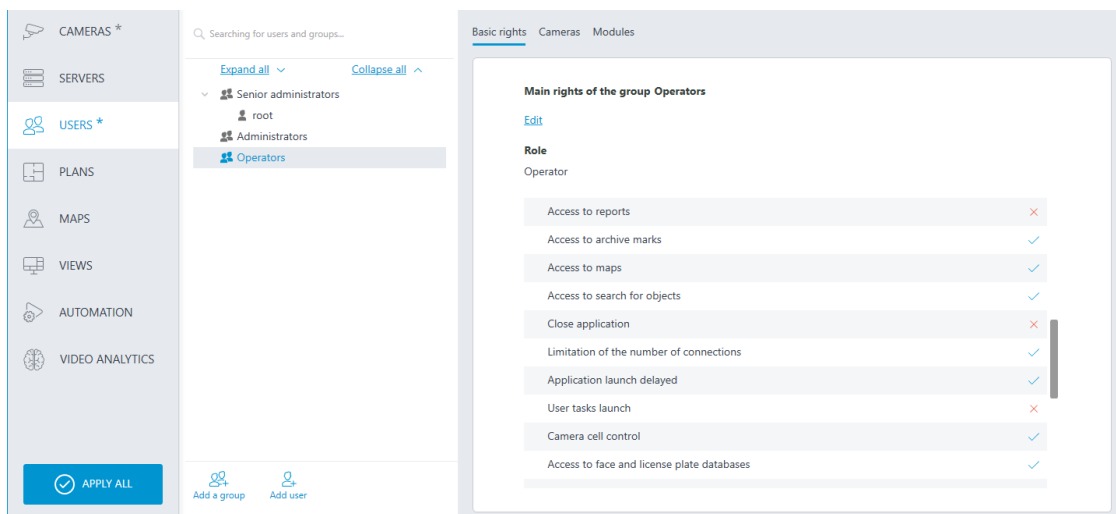 CAMERAS *
SERVERS
USERS *
PLANS
MAPS
VIEWS
AUTOMATION
VIDEO ANALYTICS
APPLY ALL
Searching for users and groups...
Expand all
Collapse all
Senior administrators
root
Administrators
Operators
Add a group
Add user
Basic rights Cameras Modules
Main rights of the group Operators
Edit
Role
Operator
Access to reports
Access to archive marks
Access to maps
Access to search for objects
Close application
Limitation of the number of connections
Application launch delayed
User tasks launch
Camera cell control
Access to face and license plate databases